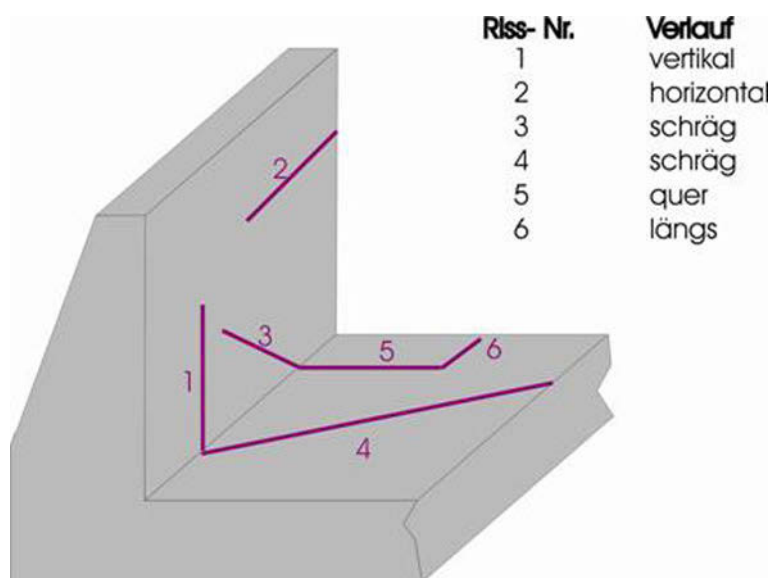 Riss- Nr. Verlauf
1 vertikal
2 horizontal
3 schräg
4 schräg
5 quer
6 längs
2
3
5
6
1
4